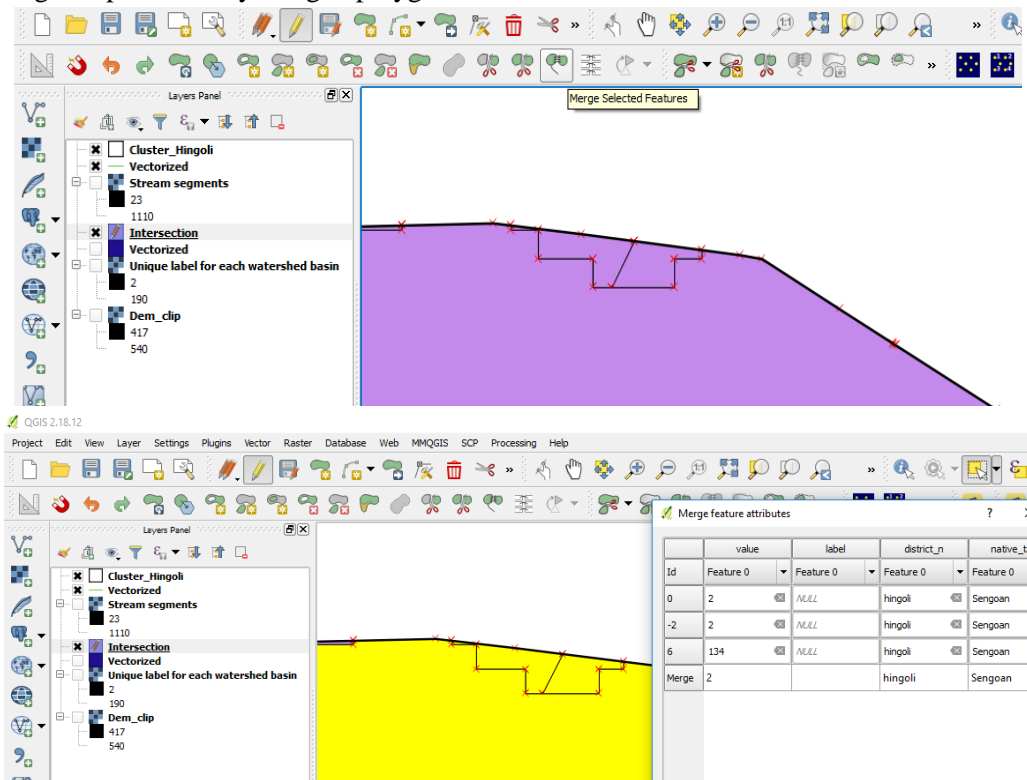 Merge Selected Features
Layers Panel
Cluster_Hingoli
Vectorized
Stream segments
23
1110
Intersection
Vectorized
Unique label for each watershed basin
2
190
Dem_clip
417
540
QGIS 2.18.12
Project Edit View Layer Settings Plugins Vector Raster Database Web MMQGIS SCP Processing Help
Layers Panel
Cluster_Hingoli
Vectorized
Stream segments
23
1110
Intersection
Vectorized
Unique label for each watershed basin
2
190
Dem_clip
417
540
Merge feature attributes
value label district_n native_t
Id Feature 0 Feature 0 Feature 0 Feature 0
0 2 NULL hingoli Sengoan
-2 2 NULL hingoli Sengoan
6 134 NULL hingoli Sengoan
Merge 2 hingoli Sengoan